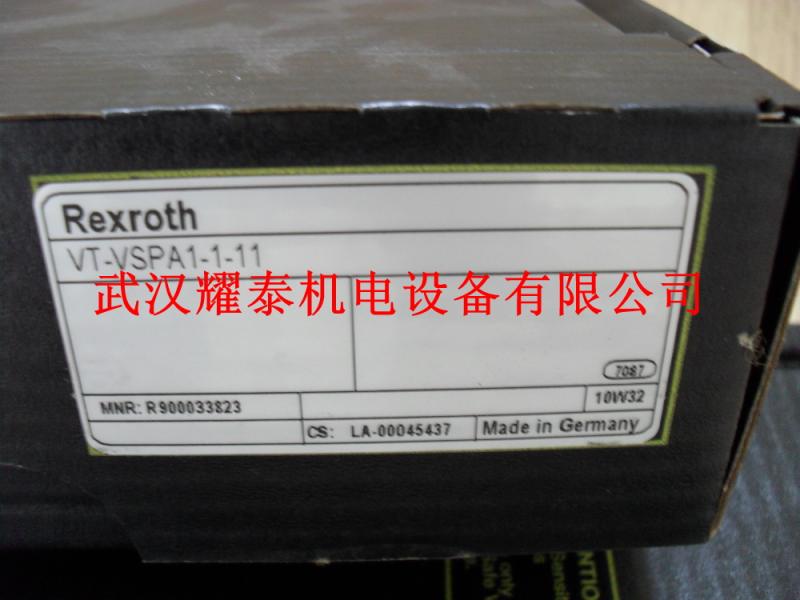 Rexroth
VT-VSPA1-1-11
武汉耀泰机电设备有限公司
7087
MNR: R900033823
10W32
CS: LA-00045437
Made in Germany
only